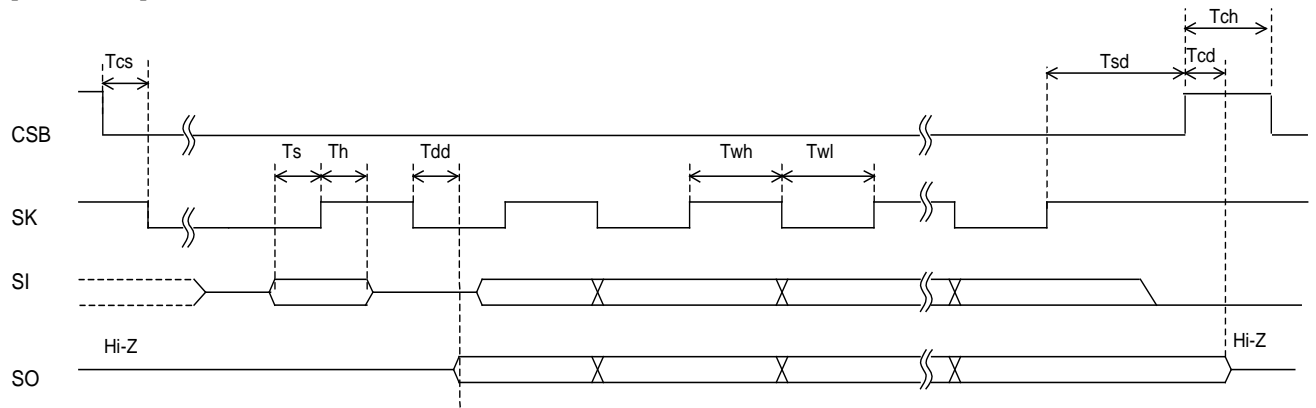 Tch
Tcs
Tsd
Tcd
CSB
Ts
Th
Tdd
Twh
Twl
SK
SI
Hi-Z
Hi-Z
SO